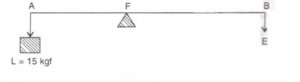 A F B
E
L = 15 kgf